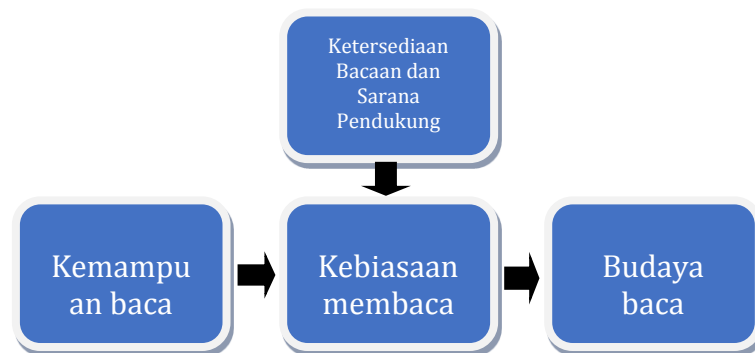 Ketersediaan
Bacaan dan
Sarana
Pendukung
Kemampu
an baca
Kebiasaan
membaca
Budaya
baca